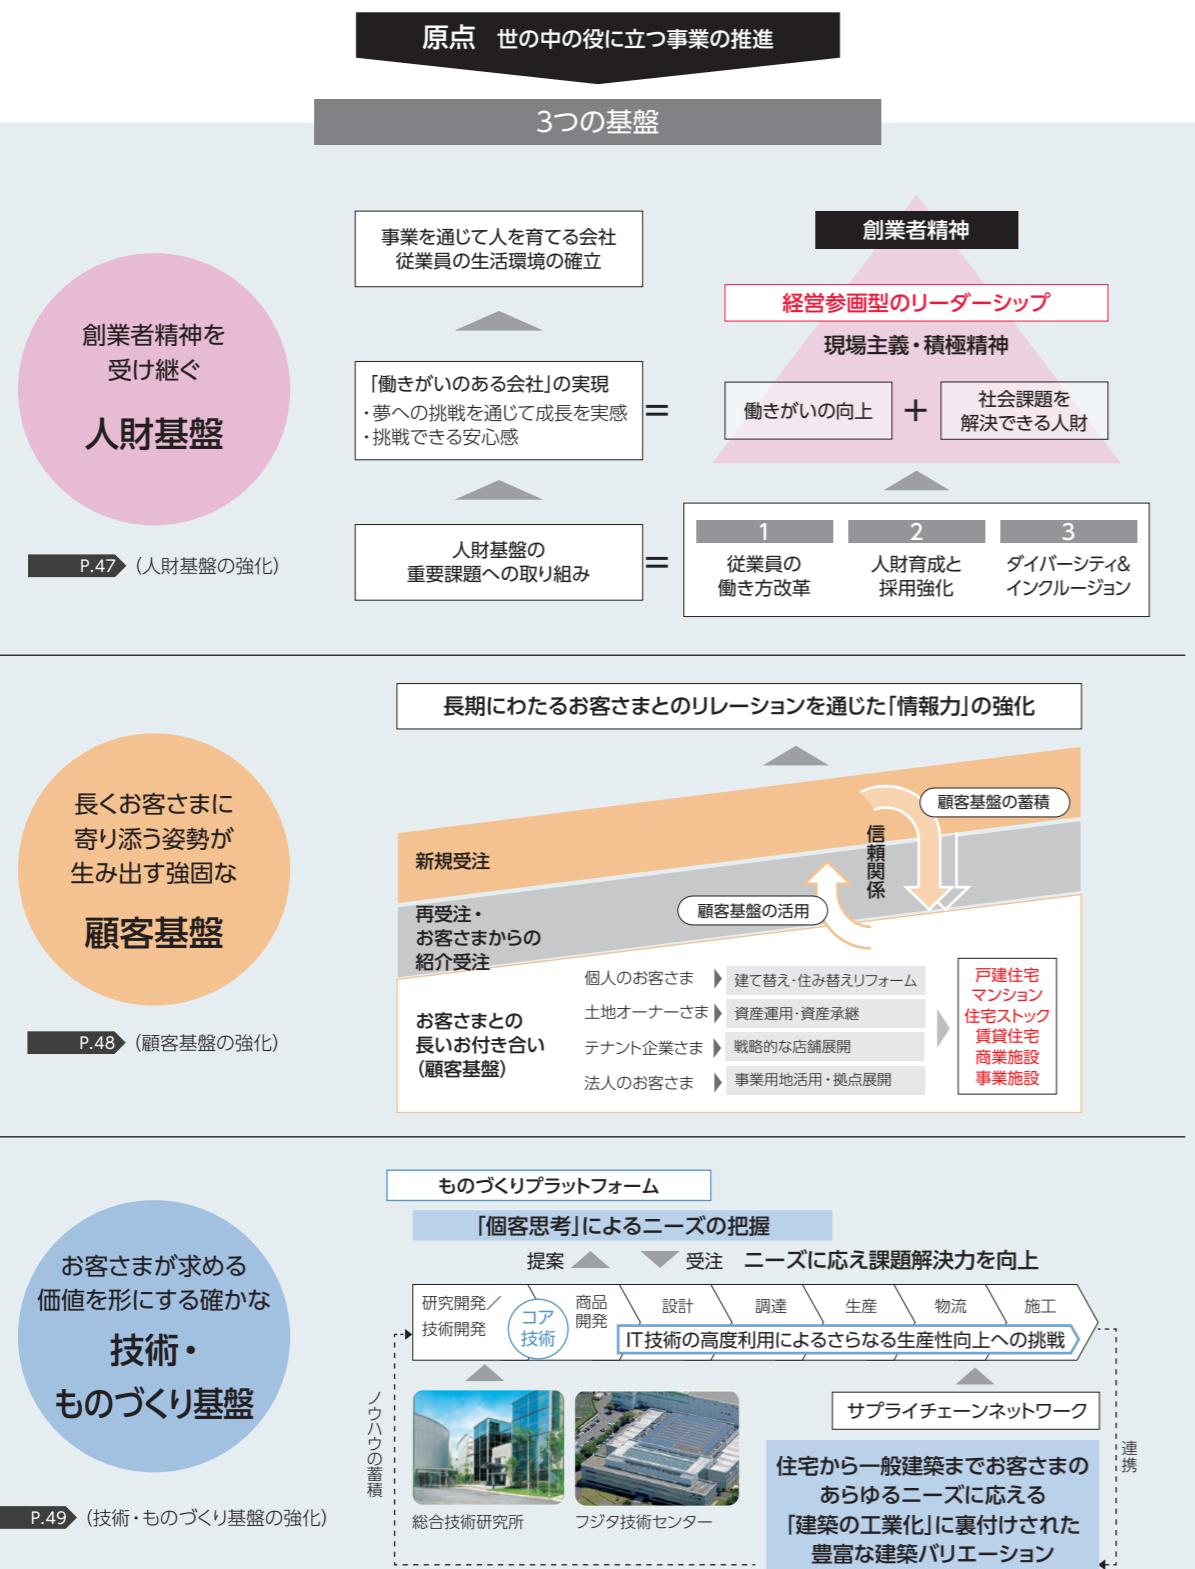 原点 世の中の役に立つ事業の推進
3つの基盤
創業者精神を
受け継ぐ
人財基盤
P.47 (人財基盤の強化)
事業を通じて人を育てる会社
従業員の生活環境の確立
「働きがいのある会社」の実現
・夢への挑戦を通じて成長を実感
・挑戦できる安心感
=
人財基盤の
重要課題への取り組み
=
創業者精神
経営参画型のリーダーシップ
現場主義・積極精神
働きがいの向上
+
社会課題を
解決できる人財
1
従業員の
働き方改革
2
人財育成と
採用強化
3
ダイバーシティ&
インクルージョン
長くお客さまに
寄り添う姿勢が
生み出す強固な
顧客基盤
P.48 (顧客基盤の強化)
長期にわたるお客さまとのリレーションを通じた「情報力」の強化
新規受注
再受注・
お客さまからの
紹介受注
顧客基盤の蓄積
信頼関係
顧客基盤の活用
お客さまとの
長いお付き合い
(顧客基盤)
個人のお客さま 建て替え・住み替えリフォーム
土地オーナーさま 資産運用・資産承継
テナント企業さま 戦略的な店舗展開
法人のお客さま 事業用地活用・拠点展開
戸建住宅
マンション
住宅ストック
賃貸住宅
商業施設
事業施設
お客さまが求める
価値を形にする確かな
技術・
ものづくり基盤
P.49 (技術・ものづくり基盤の強化)
ものづくりプラットフォーム
「個客思考」によるニーズの把握
提案 受注 ニーズに応え課題解決力を向上
研究開発/
技術開発
コア
技術
商品
開発
設計
調達
生産
物流
施工
IT技術の高度利用によるさらなる生産性向上への挑戦
ノウハウの蓄積
総合技術研究所
フジタ技術センター
サプライチェーンネットワーク
連携
住宅から一般建築までお客さまの
あらゆるニーズに応える
「建築の工業化」に裏付けされた
豊富な建築バリエーション